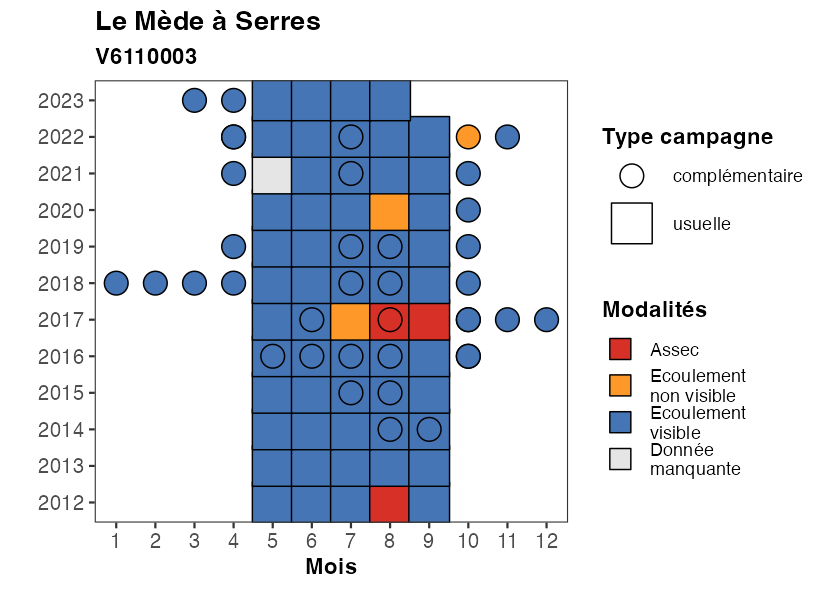 Le Mède à Serres
V6110003
2023
2022
2021
2020
2019
2018
2017
2016
2015
2014
2013
2012
1 2 3 4 5 6 7 8 9 10 11 12
Mois
Type campagne
complémentaire
usuelle
Modalités
Assec
Ecoulement
non visible
Ecoulement
visible
Donnée
manquante